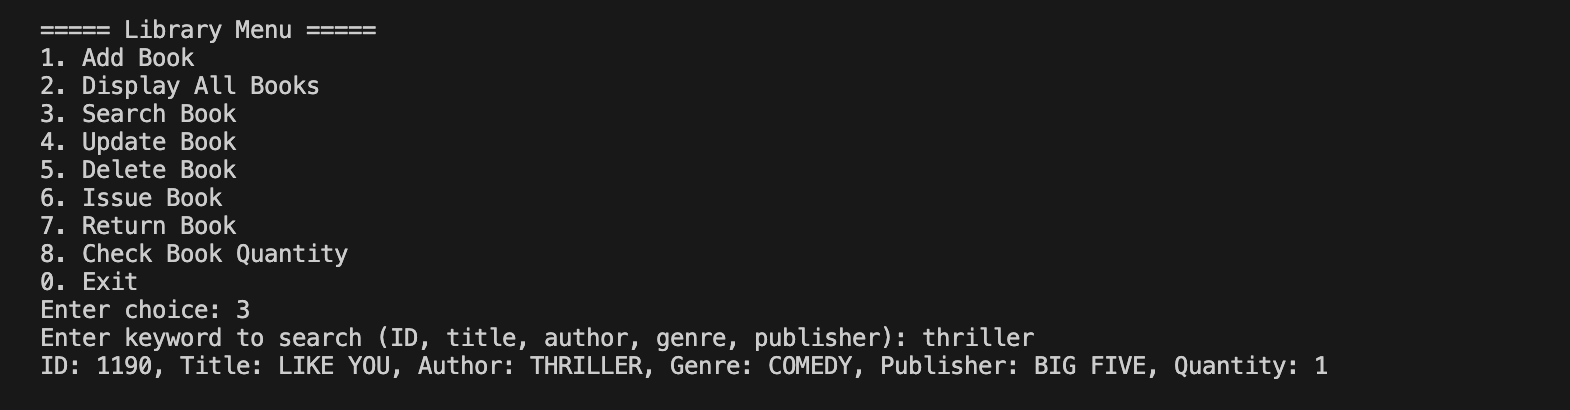 ===== Library Menu =====
1. Add Book
2. Display All Books
3. Search Book
4. Update Book
5. Delete Book
6. Issue Book
7. Return Book
8. Check Book Quantity
0. Exit
Enter choice: 3
Enter keyword to search (ID, title, author, genre, publisher): thriller
ID: 1190, Title: LIKE YOU, Author: THRILLER, Genre: COMEDY, Publisher: BIG FIVE, Quantity: 1